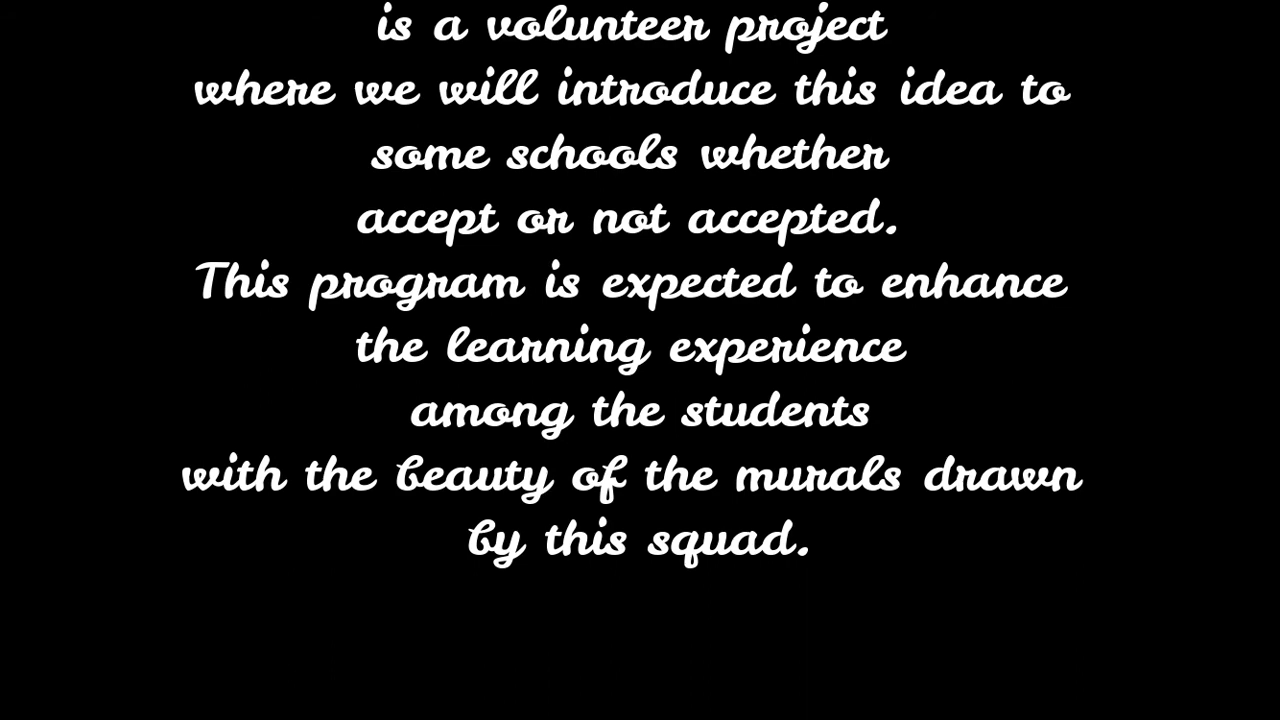 is a volunteer project
where we will introduce this idea to
some schools whether
accept or not accepted.
This program is expected to enhance
the learning experience
among the students
with the beauty of the murals drawn
by this squad.